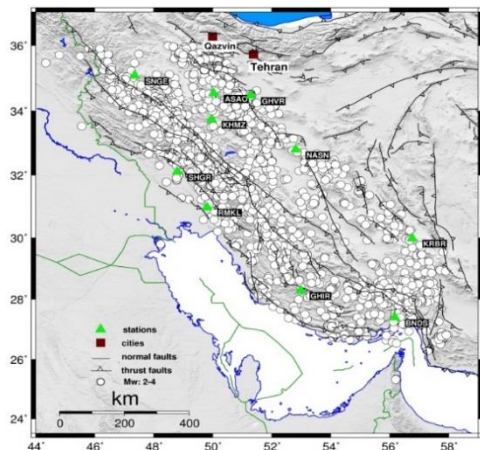 36°
34°
32°
30°
28°
26°
24°
Qazvin
Tehran
SNGE
ASAO
GHVR
KHMZ
NASN
SHGR
RMKL
KRBR
GHIR
BNDS
stations
cities
normal faults
thrust faults
Mw: 2-4
km
0 200 400
44° 46° 48° 50° 52° 54° 56° 58°